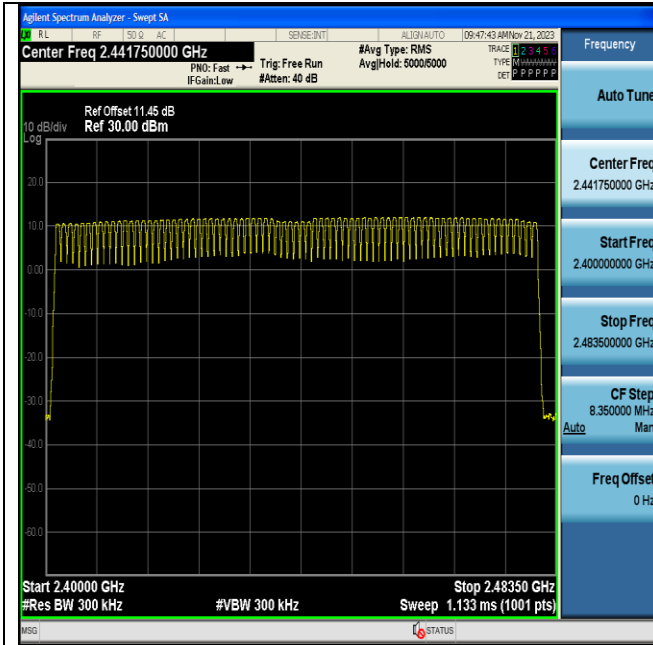 Agilent Spectrum Analyzer - Swept SA
RL RF 50 Ω AC SENSE:INT ALIGN AUTO 09:47:43 AM Nov 21, 2023
Center Freq 2.441750000 GHz
PNO: Fast
IFGain:Low
Trig: Free Run
#Atten: 40 dB
#Avg Type: RMS
Avg|Hold: 5000/5000
TRACE 1 2 3 4 5 6
TYPE M
DET P P P P P P
Ref Offset 11.45 dB
10 dB/div Ref 30.00 dBm
Log
20.0
10.0
0.00
-10.0
-20.0
-30.0
-40.0
-50.0
-60.0
Start 2.40000 GHz Stop 2.48350 GHz
#Res BW 300 kHz #VBW 300 kHz Sweep 1.133 ms (1001 pts)
MSG STATUS
Frequency
Auto Tune
Center Freq
2.441750000 GHz
Start Freq
2.400000000 GHz
Stop Freq
2.483500000 GHz
CF Step
8.350000 MHz
Auto Man
Freq Offset
0 Hz